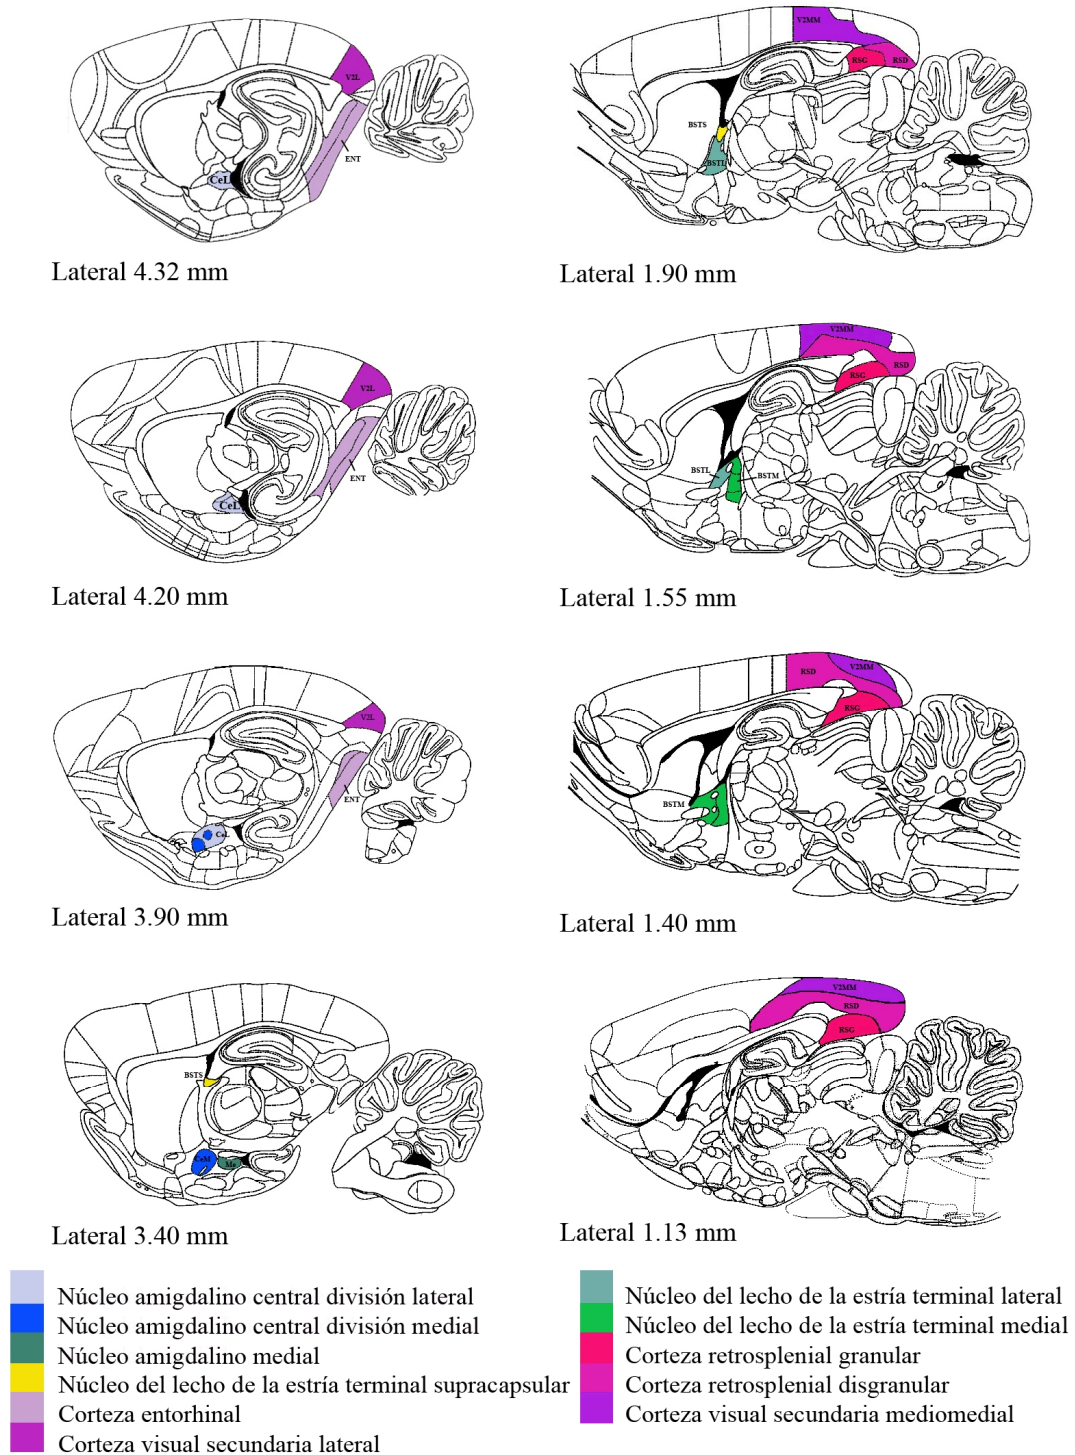 V2L
ENT
CeL
Lateral 4.32 mm
V2MM
RSG
RSD
BSTS
BSTL
Lateral 1.90 mm
V2L
ENT
CeL
Lateral 4.20 mm
V2MM
RSD
RSG
BSTL
BSTM
Lateral 1.55 mm
V2L
ENT
CeL
Lateral 3.90 mm
RSD
V2MM
RSG
BSTM
Lateral 1.40 mm
BSTS
CeM
Me
Lateral 3.40 mm
V2MM
RSD
RSG
Lateral 1.13 mm
Núcleo amigdalino central división lateral
Núcleo amigdalino central división medial
Núcleo amigdalino medial
Núcleo del lecho de la estría terminal supracapsular
Corteza entorhinal
Corteza visual secundaria lateral
Núcleo del lecho de la estría terminal lateral
Núcleo del lecho de la estría terminal medial
Corteza retrosplenial granular
Corteza retrosplenial disgranular
Corteza visual secundaria mediomedial